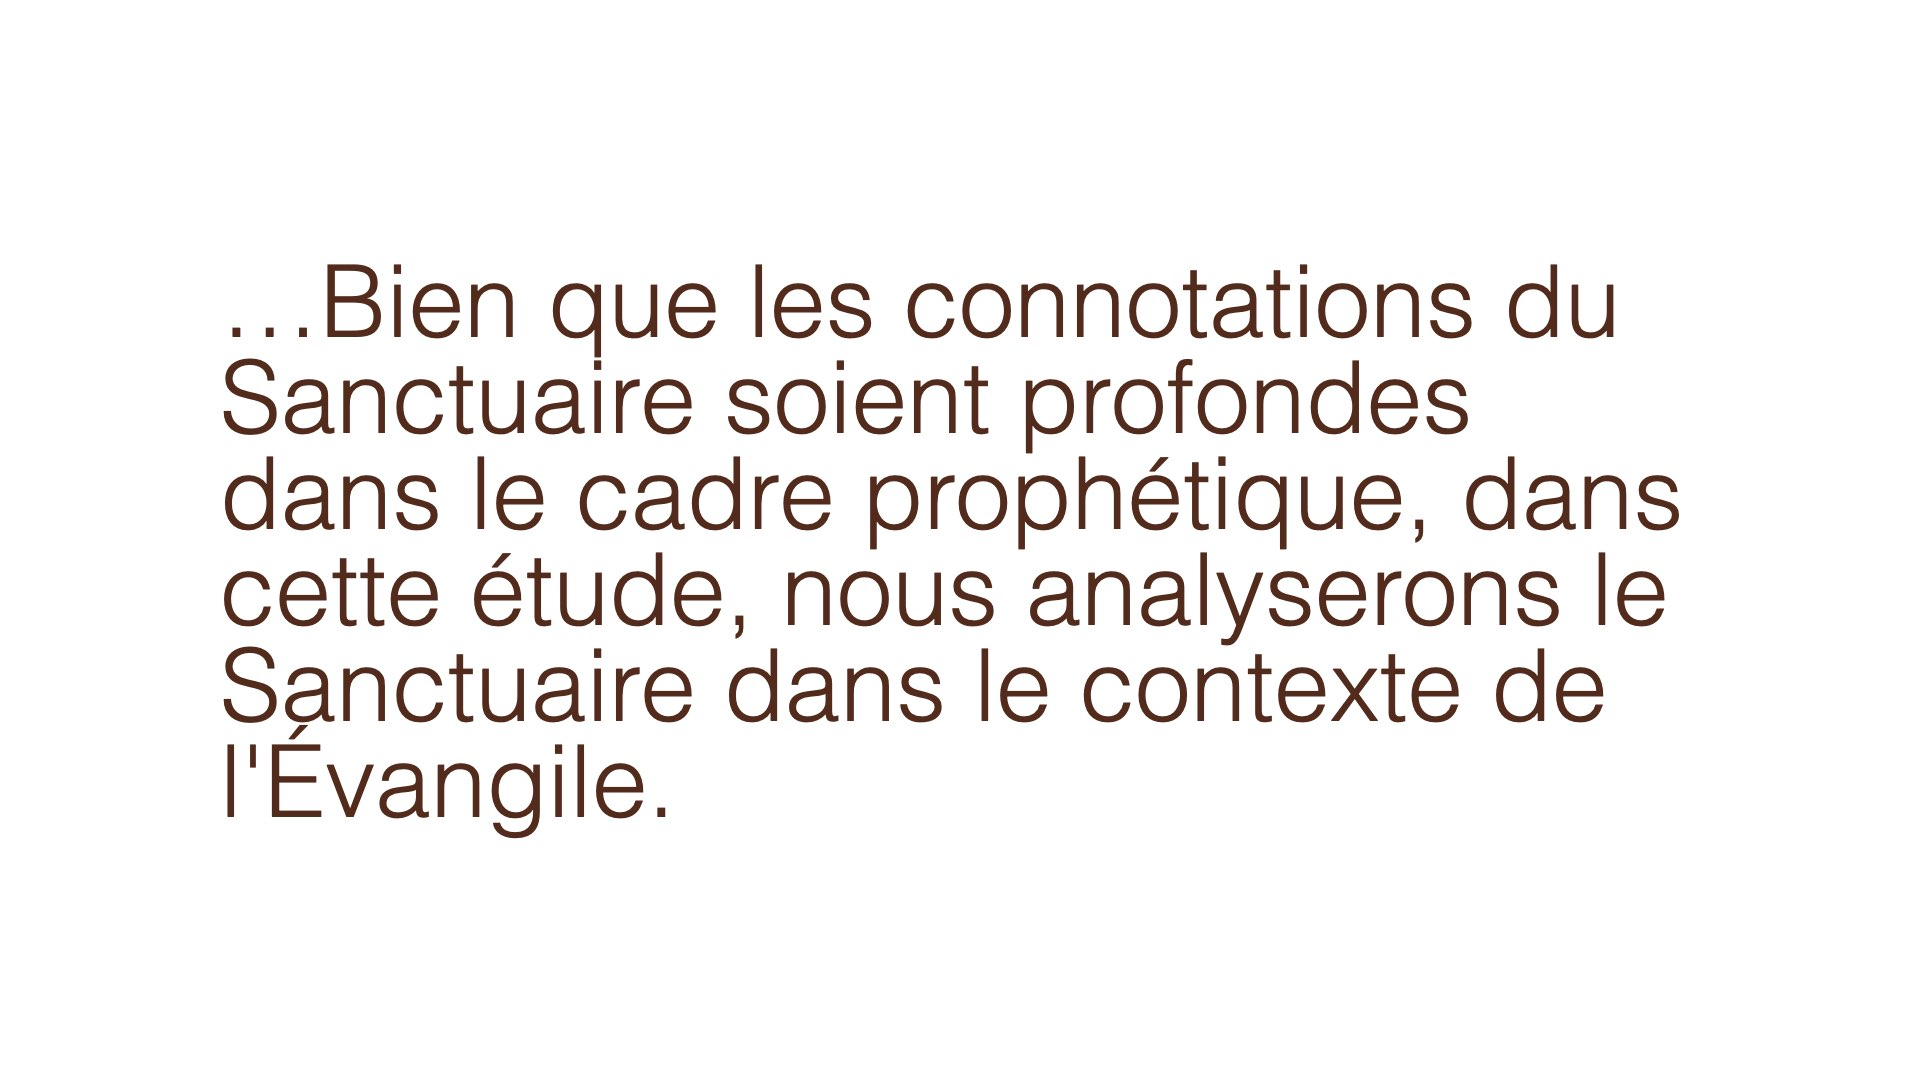 …Bien que les connotations du
Sanctuaire soient profondes
dans le cadre prophétique, dans
cette étude, nous analyserons le
Sanctuaire dans le contexte de
l'Évangile.